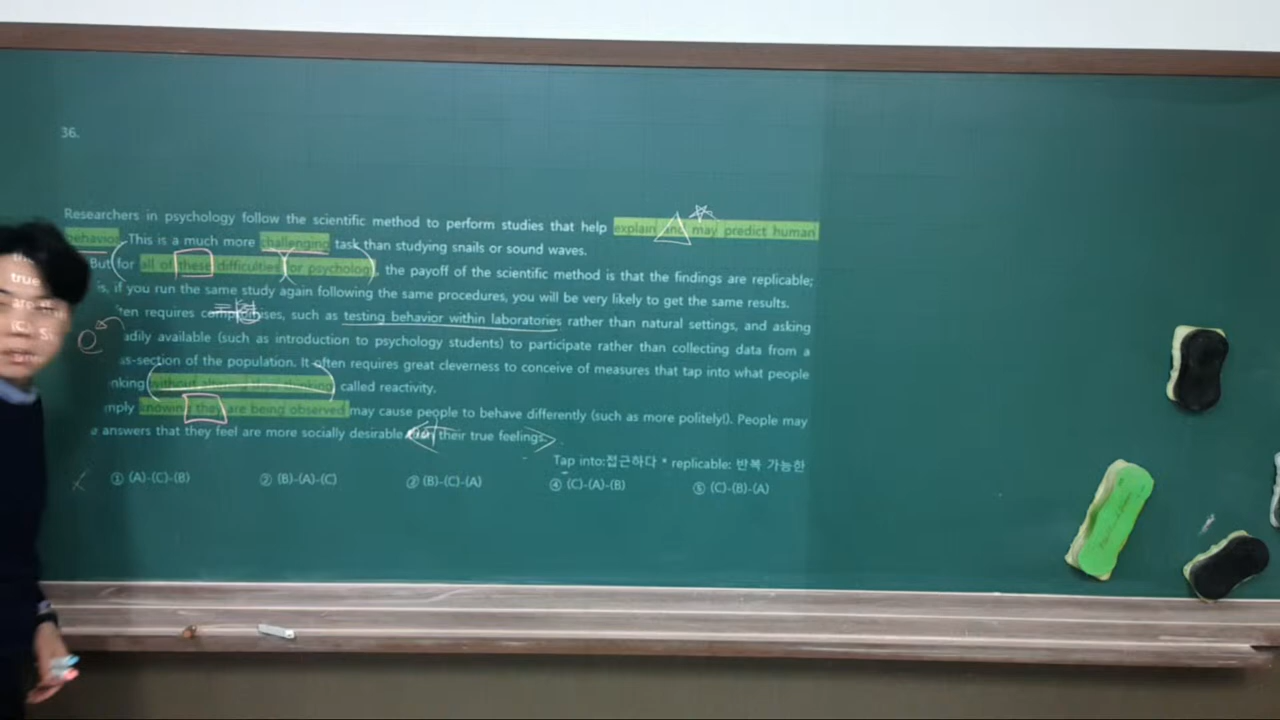 36.
Researchers in psychology follow the scientific method to perform studies that help explain and may predict human
behavior. This is a much more challenging task than studying snails or sound waves.
But for all of these difficulties for psychology, the payoff of the scientific method is that the findings are replicable;
is, if you run the same study again following the same procedures, you will be very likely to get the same results.
requires compromises, such as testing behavior within laboratories rather than natural settings, and asking
adily available (such as introduction to psychology students) to participate rather than collecting data from a
ss-section of the population. It often requires great cleverness to conceive of measures that tap into what people
nking called reactivity.
mply knowing they are being observed may cause people to behave differently (such as more politely!). People may
answers that they feel are more socially desirable than their true feelings.
Tap into:접근하다 * replicable: 반복 가능한
① (A)-(C)-(B) ② (B)-(A)-(C) ③ (B)-(C)-(A) ④ (C)-(A)-(B) ⑤ (C)-(B)-(A)